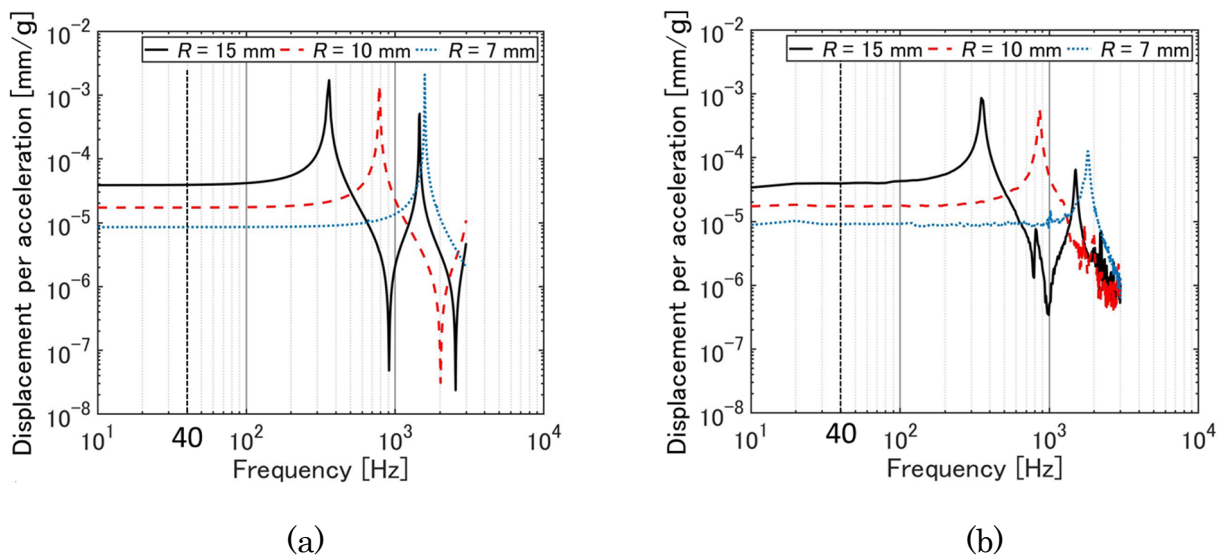 R = 15 mm R = 10 mm R = 7 mm
Displacement per acceleration [mm/g]
10⁻²
10⁻³
10⁻⁴
10⁻⁵
10⁻⁶
10⁻⁷
10⁻⁸
10¹ 40 10² 10³ 10⁴
Frequency [Hz]
(a)
R = 15 mm R = 10 mm R = 7 mm
Displacement per acceleration [mm/g]
10⁻²
10⁻³
10⁻⁴
10⁻⁵
10⁻⁶
10⁻⁷
10⁻⁸
10¹ 40 10² 10³ 10⁴
Frequency [Hz]
(b)